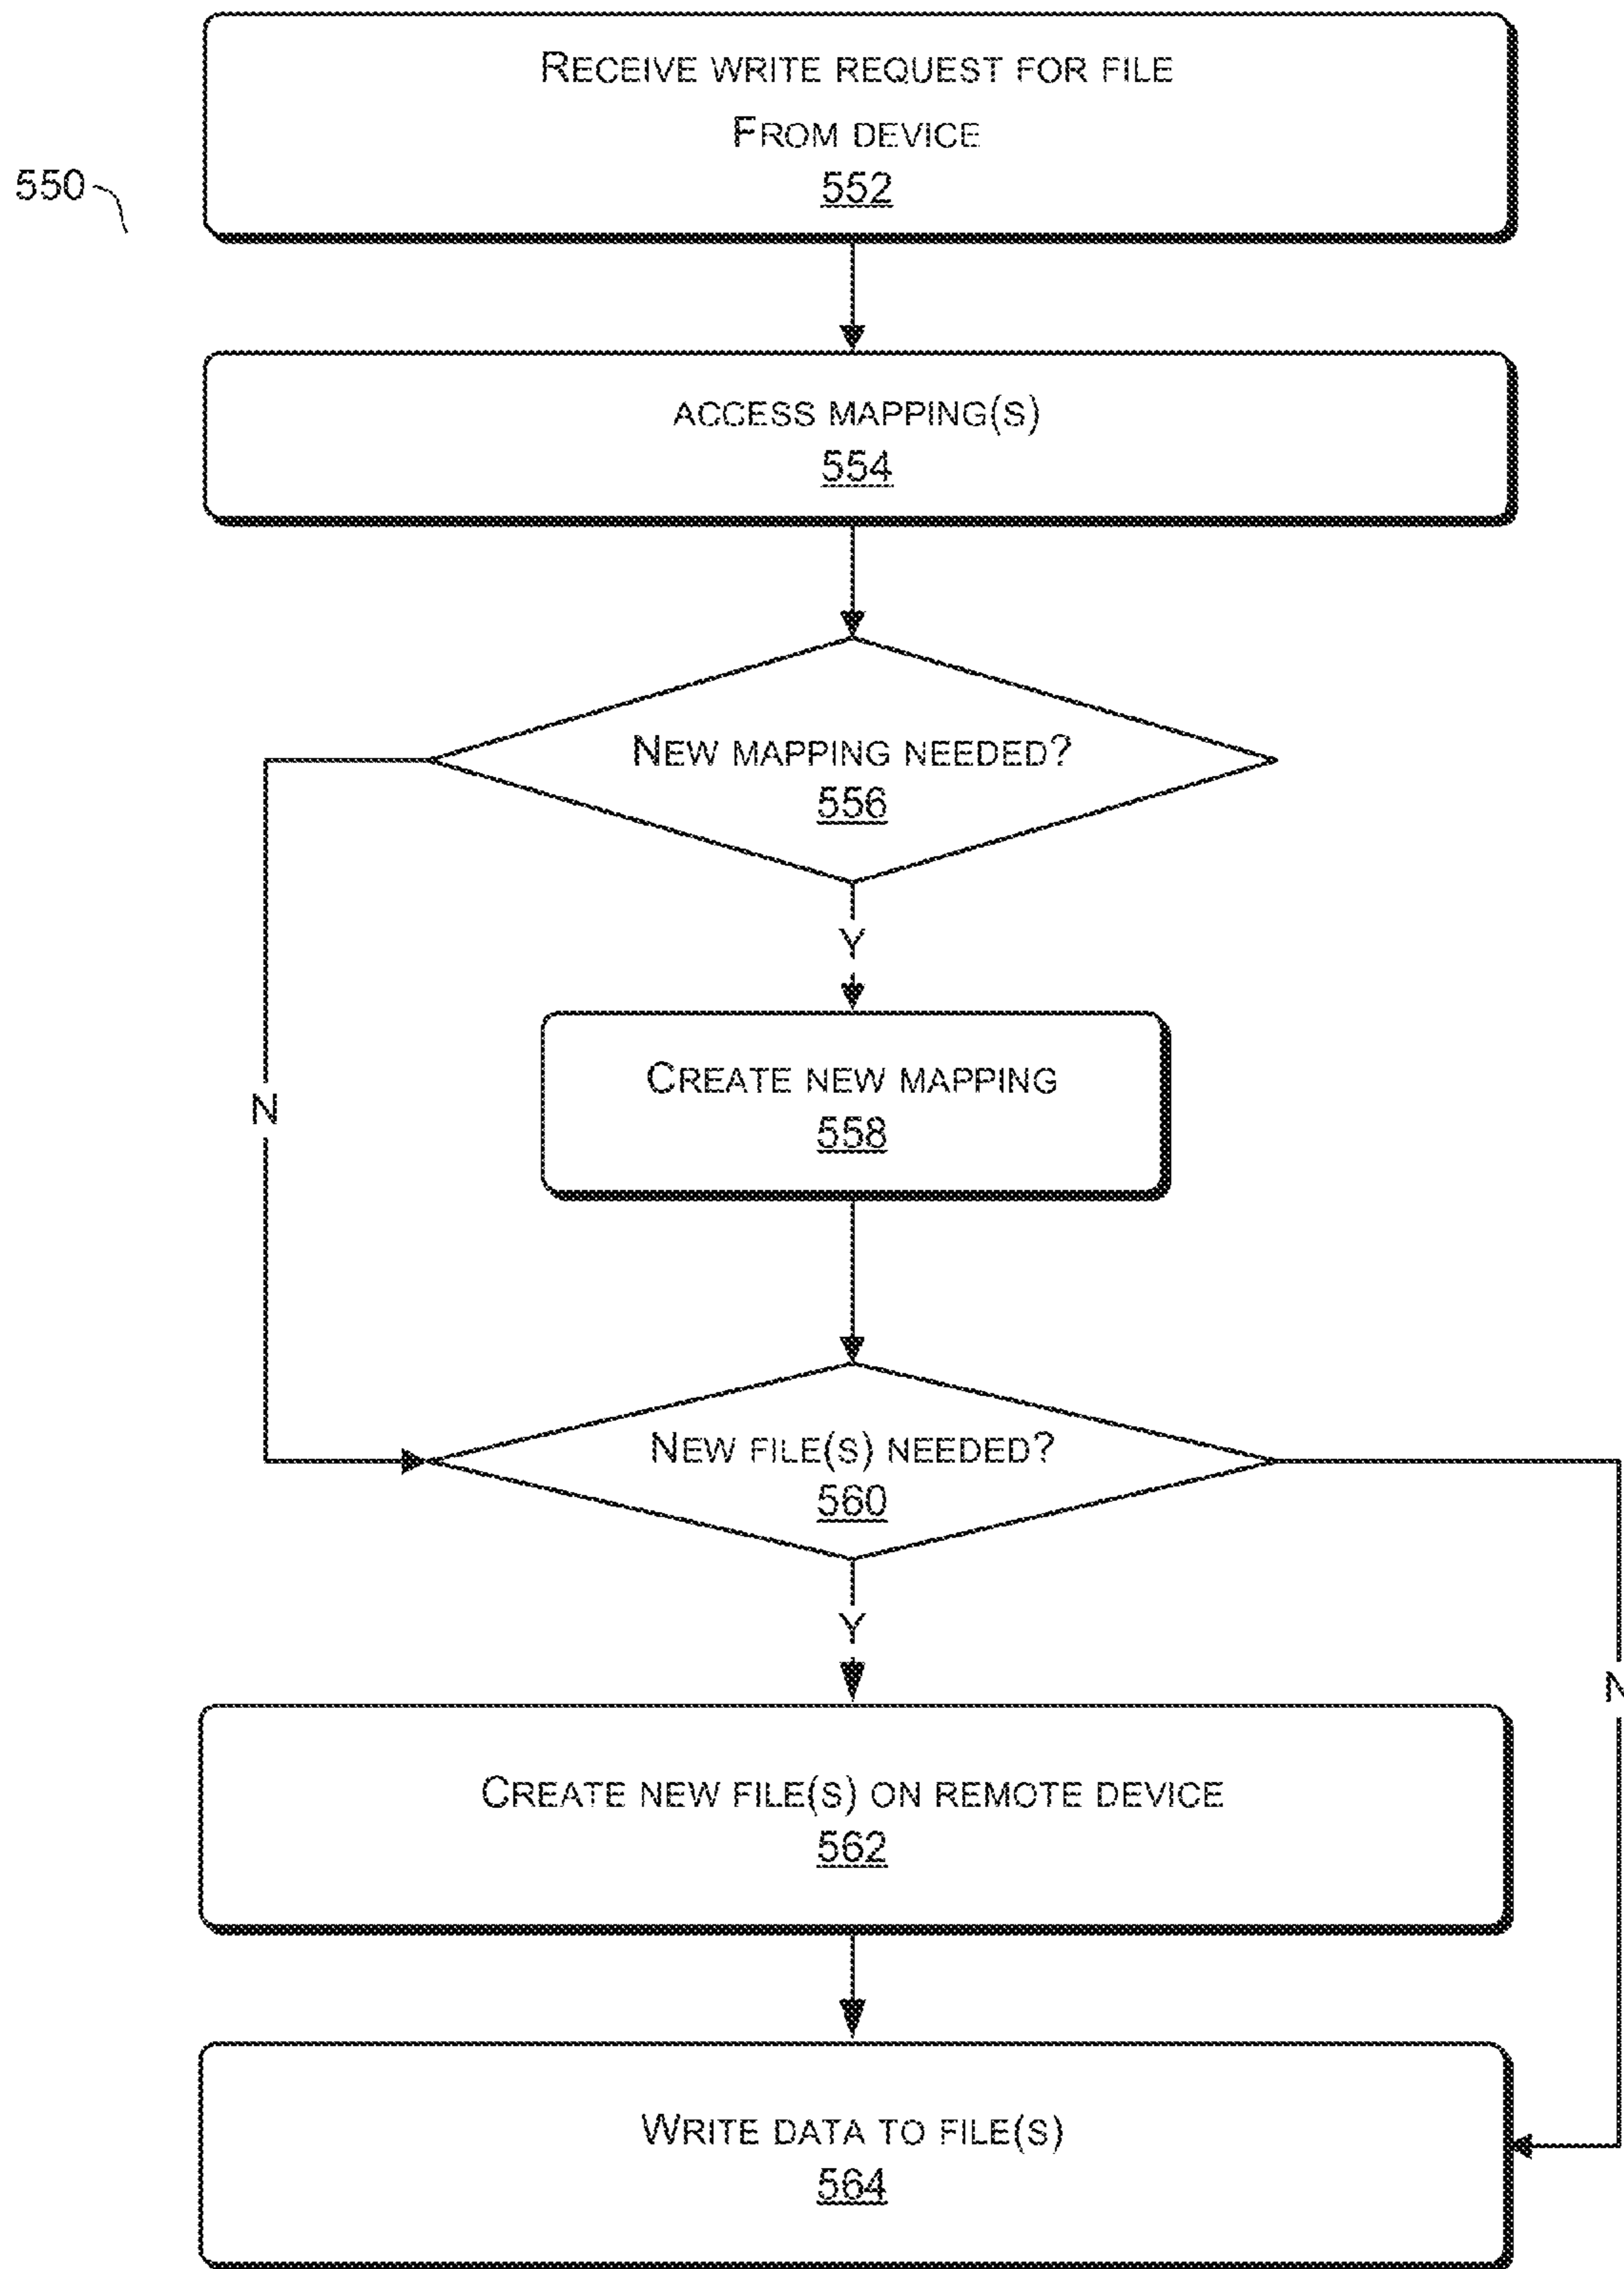 RECEIVE WRITE REQUEST FOR FILE
FROM DEVICE
552
550
ACCESS MAPPING(S)
554
NEW MAPPING NEEDED?
556
Y
CREATE NEW MAPPING
558
N
NEW FILE(S) NEEDED?
560
Y
N
CREATE NEW FILE(S) ON REMOTE DEVICE
562
WRITE DATA TO FILE(S)
564